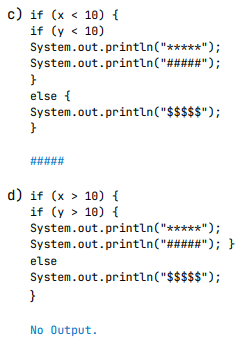 c) if (x < 10) {
if (y < 10)
System.out.println("*****");
System.out.println("#####");
}
else {
System.out.println("$$$$$");
}
#####
d) if (x > 10) {
if (y > 10) {
System.out.println("*****");
System.out.println("#####"); }
else
System.out.println("$$$$$");
}
No Output.